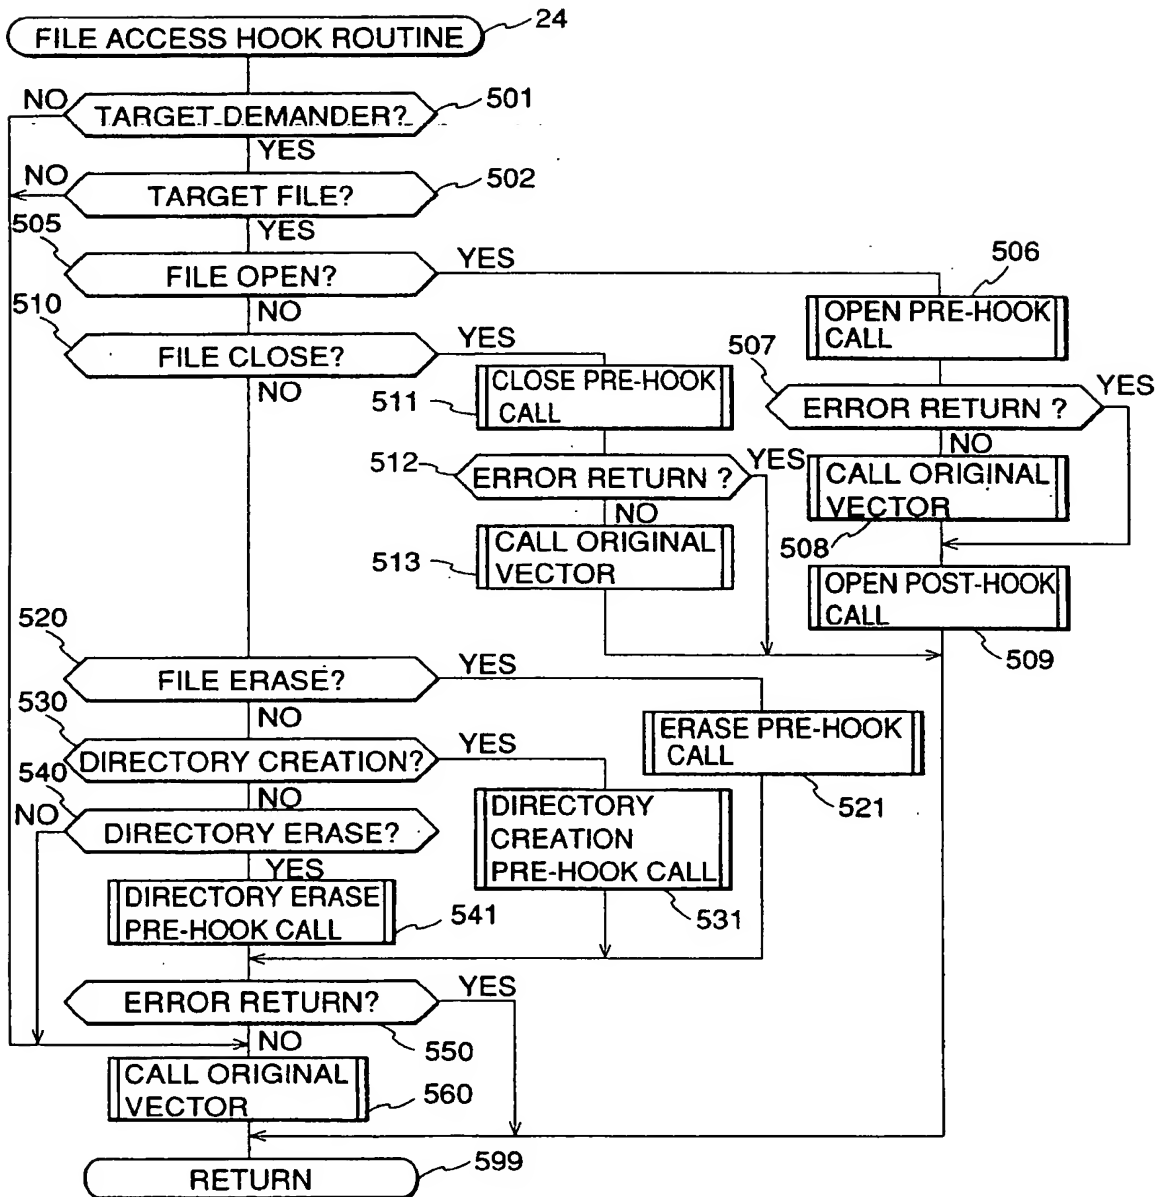 FILE ACCESS HOOK ROUTINE
24
NO
TARGET DEMANDER?
501
YES
NO
TARGET FILE?
502
YES
505
FILE OPEN?
YES
506
NO
OPEN PRE-HOOK
CALL
510
FILE CLOSE?
YES
NO
507
ERROR RETURN ?
YES
511
CLOSE PRE-HOOK
CALL
NO
512
ERROR RETURN ?
YES
CALL ORIGINAL
VECTOR
508
NO
513
CALL ORIGINAL
VECTOR
OPEN POST-HOOK
CALL
509
520
FILE ERASE?
YES
NO
ERASE PRE-HOOK
CALL
521
530
DIRECTORY CREATION?
YES
NO
540
NO
DIRECTORY ERASE?
DIRECTORY
CREATION
PRE-HOOK CALL
531
YES
DIRECTORY ERASE
PRE-HOOK CALL
541
ERROR RETURN?
YES
550
NO
CALL ORIGINAL
VECTOR
560
RETURN
599